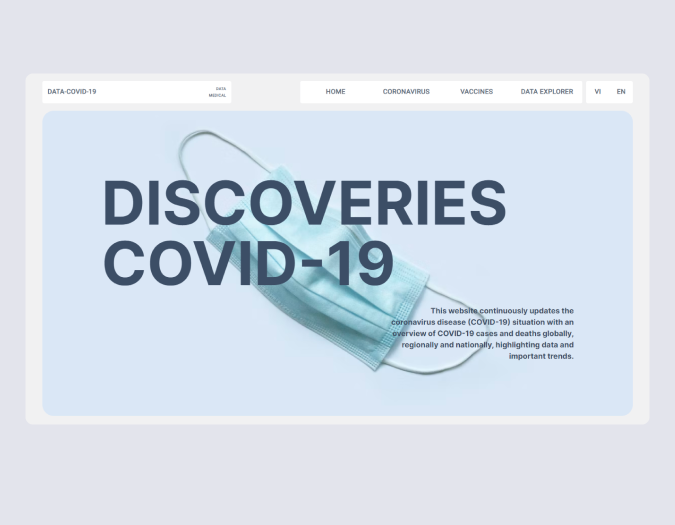 DATA-COVID-19
DATA
MEDICAL
HOME CORONAVIRUS VACCINES DATA EXPLORER VI EN
DISCOVERIES
COVID-19
This website continuously updates the
coronavirus disease (COVID-19) situation with an
overview of COVID-19 cases and deaths globally,
regionally and nationally, highlighting data and
important trends.